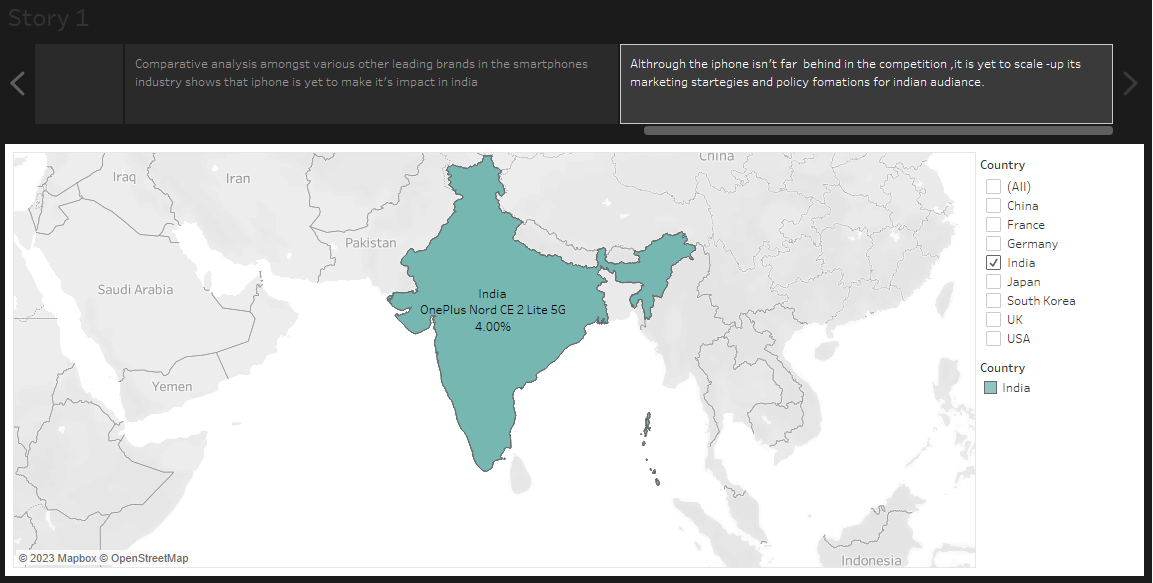 Story 1
Comparative analysis amongst various other leading brands in the smartphones
industry shows that iphone is yet to make it's impact in india
Althrough the iphone isn't far  behind in the competition ,it is yet to scale -up its
marketing startegies and policy fomations for indian audiance.
China
Iraq
Iran
Pakistan
Saudi Arabia
Yemen
India
OnePlus Nord CE 2 Lite 5G
4.00%
Indonesia
© 2023 Mapbox © OpenStreetMap
Country
(All)
China
France
Germany
India
Japan
South Korea
UK
USA
Country
India